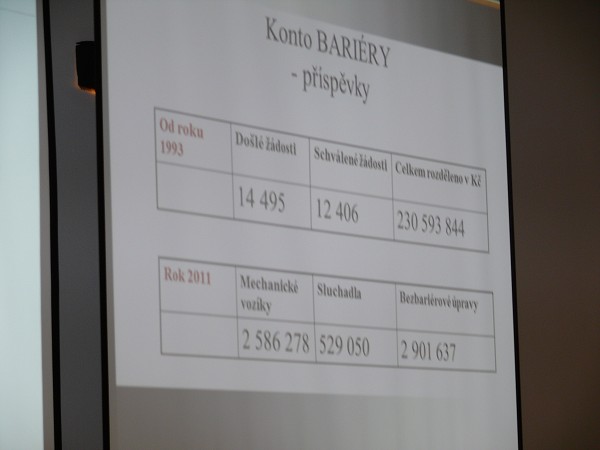 Konto BARIÉRY
- příspěvky
Od roku
1993
Došlé žádosti
Schválené žádosti
Celkem rozděleno v Kč
14 495
12 406
230 593 844
Rok 2011
Mechanické
vozíky
Sluchadla
Bezbariérové úpravy
2 586 278
529 050
2 901 637